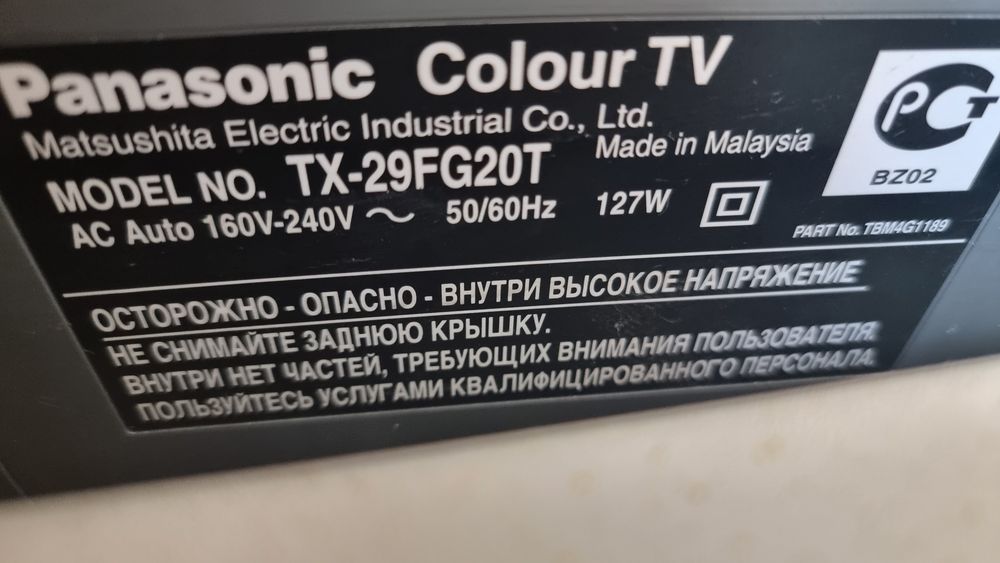 Panasonic Colour TV
Matsushita Electric Industrial Co., Ltd.
Made in Malaysia
MODEL NO. TX-29FG20T
AC Auto 160V-240V ~ 50/60Hz 127W
РСТ
BZ02
PART No. TBM4G1189
ОСТОРОЖНО - ОПАСНО - ВНУТРИ ВЫСОКОЕ НАПРЯЖЕНИЕ
НЕ СНИМАЙТЕ ЗАДНЮЮ КРЫШКУ.
ВНУТРИ НЕТ ЧАСТЕЙ, ТРЕБУЮЩИХ ВНИМАНИЯ ПОЛЬЗОВАТЕЛЯ.
ПОЛЬЗУЙТЕСЬ УСЛУГАМИ КВАЛИФИЦИРОВАННОГО ПЕРСОНАЛА.